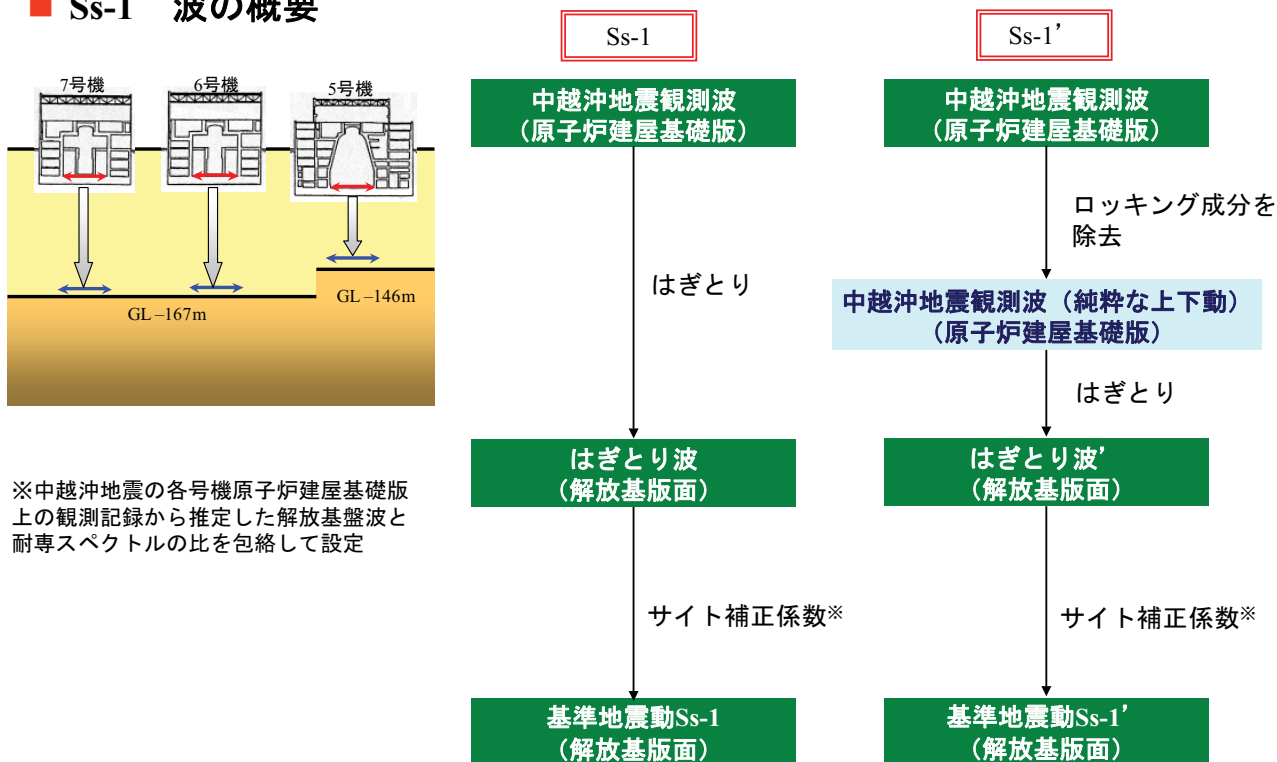 ■ Ss-1　波の概要
7号機
6号機
5号機
GL－167m
GL－146m
※中越沖地震の各号機原子炉建屋基礎版
上の観測記録から推定した解放基盤波と
耐専スペクトルの比を包絡して設定
Ss-1
中越沖地震観測波
（原子炉建屋基礎版）
はぎとり
はぎとり波
（解放基版面）
サイト補正係数※
基準地震動Ss-1
（解放基版面）
Ss-1’
中越沖地震観測波
（原子炉建屋基礎版）
ロッキング成分を
除去
中越沖地震観測波（純粋な上下動）
（原子炉建屋基礎版）
はぎとり
はぎとり波’
（解放基版面）
サイト補正係数※
基準地震動Ss-1’
（解放基版面）